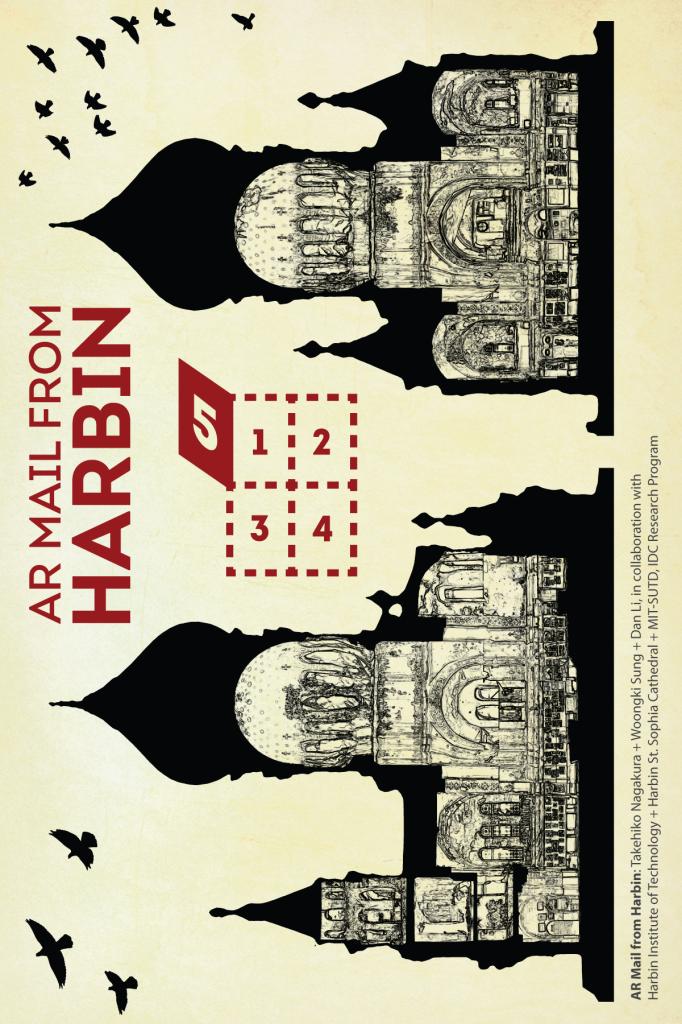 AR MAIL FROM
HARBIN
5
3 1
4 2
AR Mail from Harbin: Takehiko Nagakura + Woongki Sung + Dan Li, in collaboration with
Harbin Institute of Technology + Harbin St. Sophia Cathedral + MIT-SUTD, IDC Research Program